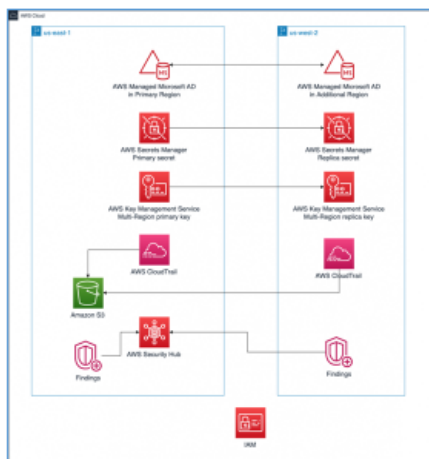 AWS Cloud
us-east-1
us-west-2
MS
MS
AWS Managed Microsoft AD
in Primary Region
AWS Managed Microsoft AD
in Additional Region
AWS Secrets Manager
Primary secret
AWS Secrets Manager
Replica secret
AWS Key Management Service
Multi-Region primary key
AWS Key Management Service
Multi-Region replica key
AWS CloudTrail
AWS CloudTrail
Amazon S3
AWS Security Hub
Findings
Findings
IAM